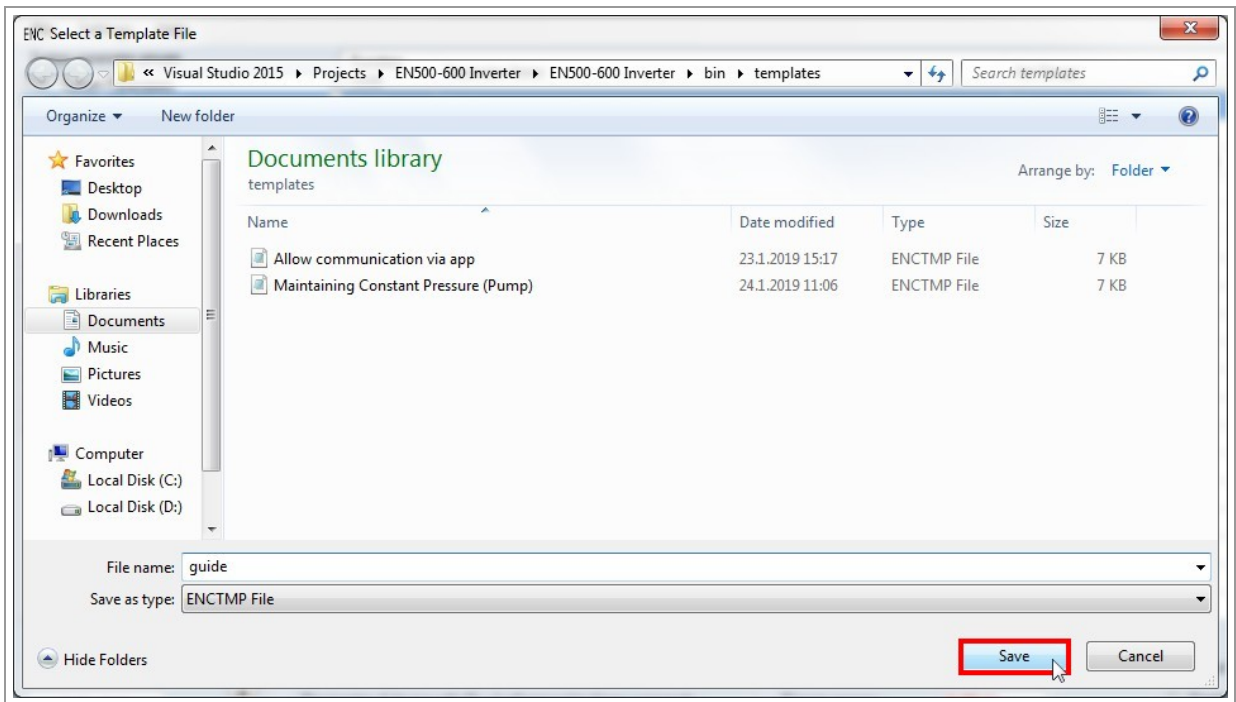 ENC Select a Template File
« Visual Studio 2015 ▸ Projects ▸ EN500-600 Inverter ▸ EN500-600 Inverter ▸ bin ▸ templates
Search templates
Organize
New folder
Favorites
Desktop
Downloads
Recent Places
Libraries
Documents
Music
Pictures
Videos
Computer
Local Disk (C:)
Local Disk (D:)
Documents library
templates
Arrange by: Folder
Name Date modified Type Size
Allow communication via app 23.1.2019 15:17 ENCTMP File 7 KB
Maintaining Constant Pressure (Pump) 24.1.2019 11:06 ENCTMP File 7 KB
File name: guide
Save as type: ENCTMP File
Hide Folders
Save
Cancel